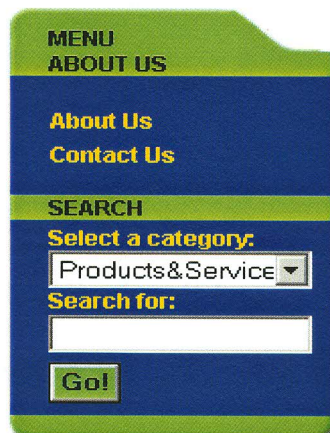 MENU
ABOUT US
About Us
Contact Us
SEARCH
Select a category:
Products&Service
Search for:
Go!